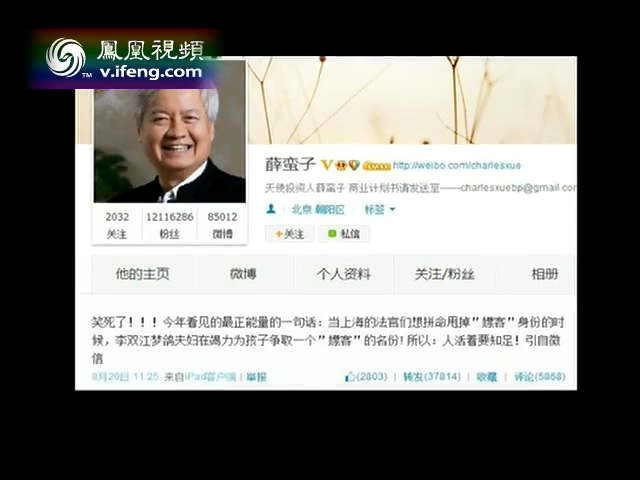 鳳凰視頻
v.ifeng.com
薛蛮子
http://weibo.com/charlesxue
天使投资人薛蛮子 商业计划书请发送至——charlesxuebp@gmail.com
北京 朝阳区 标签
2032 12116286 85012
关注 粉丝 微博
+关注 私信
他的主页 微博 个人资料 关注/粉丝 相册
笑死了！！！今年看见的最正能量的一句话：当上海的法官们想拼命甩掉"嫖客"身份的时
候，李双江梦鸽夫妇在竭力为孩子争取一个"嫖客"的名份!所以：人活着要知足！引自微
信
8月20日 11:25 来自iPad客户端 | 举报 (2803) | 转发(37814) | 收藏 | 评论(5868)